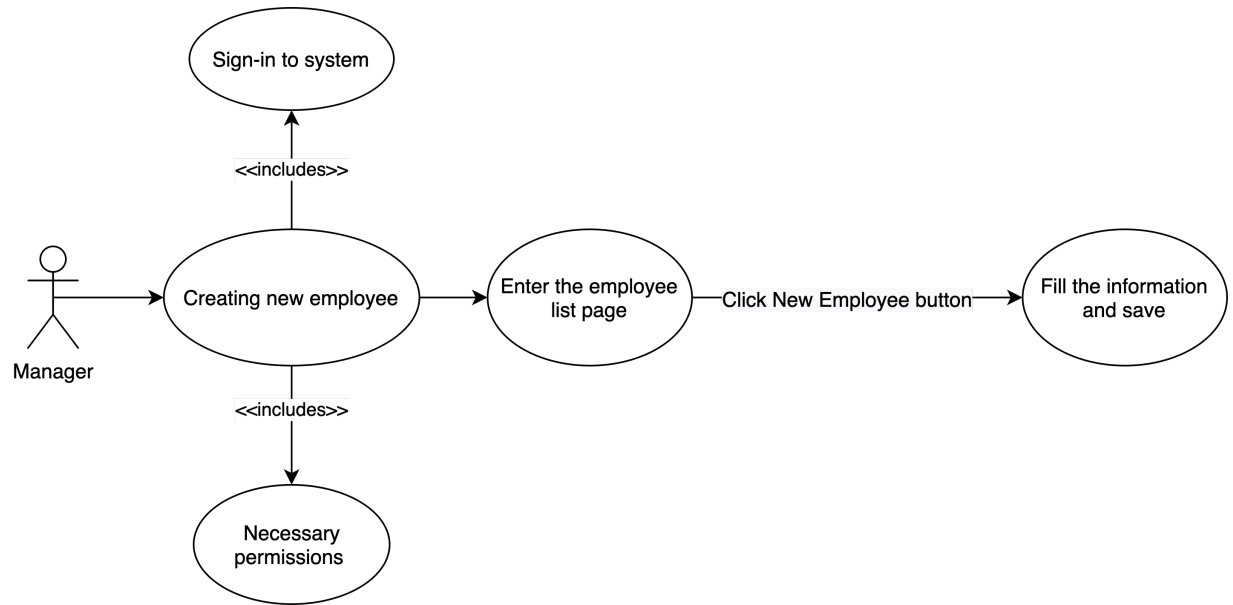 Sign-in to system
<<includes>>
Manager
Creating new employee
Enter the employee
list page
Click New Employee button
Fill the information
and save
<<includes>>
Necessary
permissions